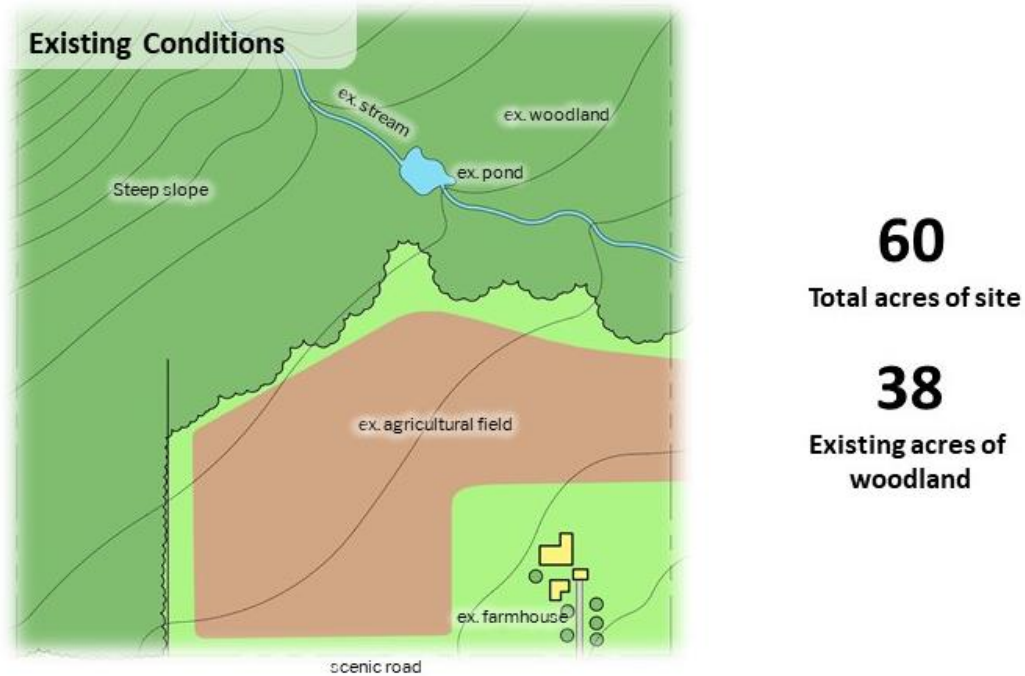 Existing Conditions
ex. stream
ex. woodland
ex. pond
Steep slope
60
Total acres of site
38
Existing acres of
woodland
ex. agricultural field
ex. farmhouse
scenic road